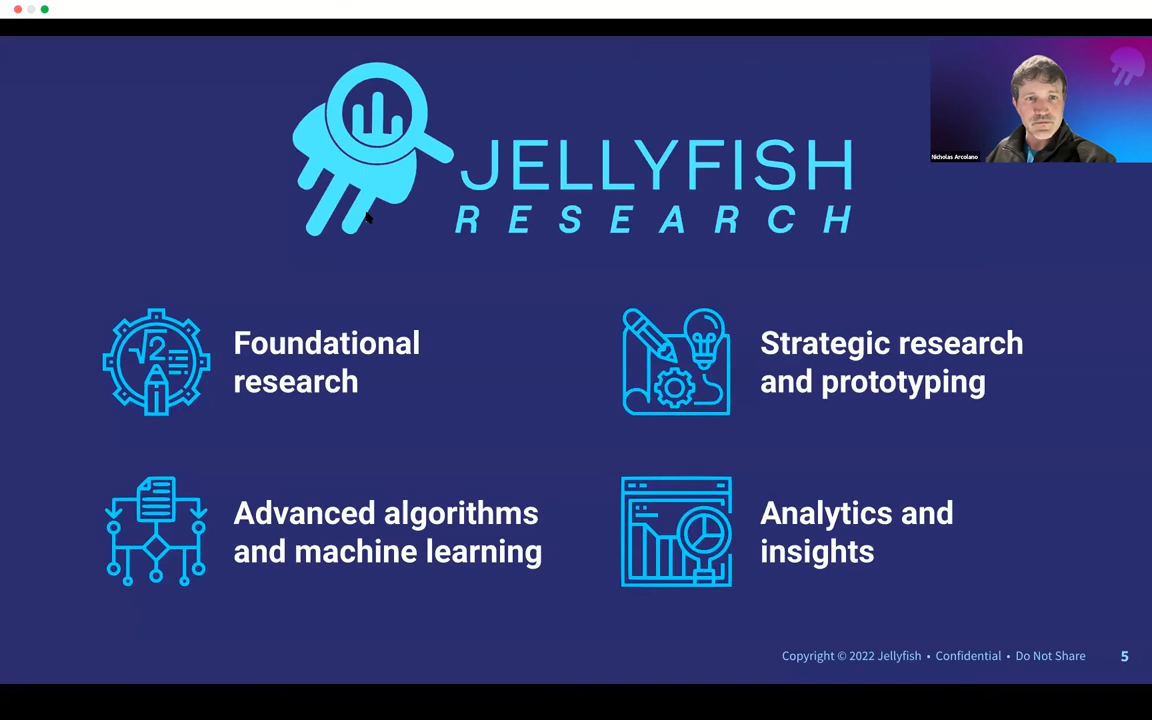 JELLYFISH
RESEARCH
Nicholas Arcolano
√2
Foundational
research
Strategic research
and prototyping
Advanced algorithms
and machine learning
Analytics and
insights
Copyright © 2022 Jellyfish • Confidential • Do Not Share
5